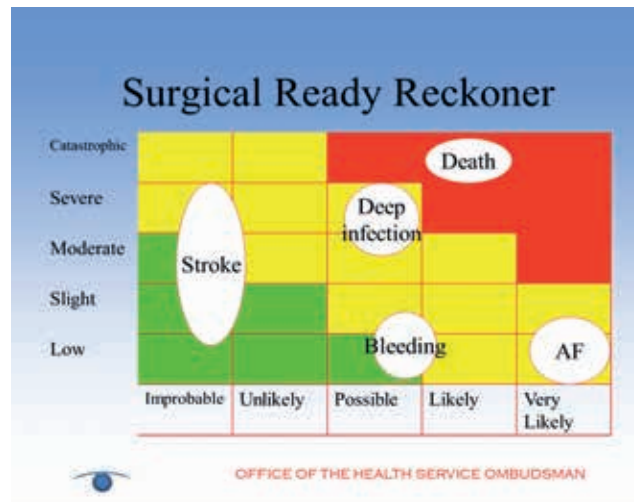 Surgical Ready Reckoner
Catastrophic
Death
Severe
Deep
infection
Moderate
Stroke
Slight
Low
Bleeding
AF
Improbable
Unlikely
Possible
Likely
Very
Likely
OFFICE OF THE HEALTH SERVICE OMBUDSMAN